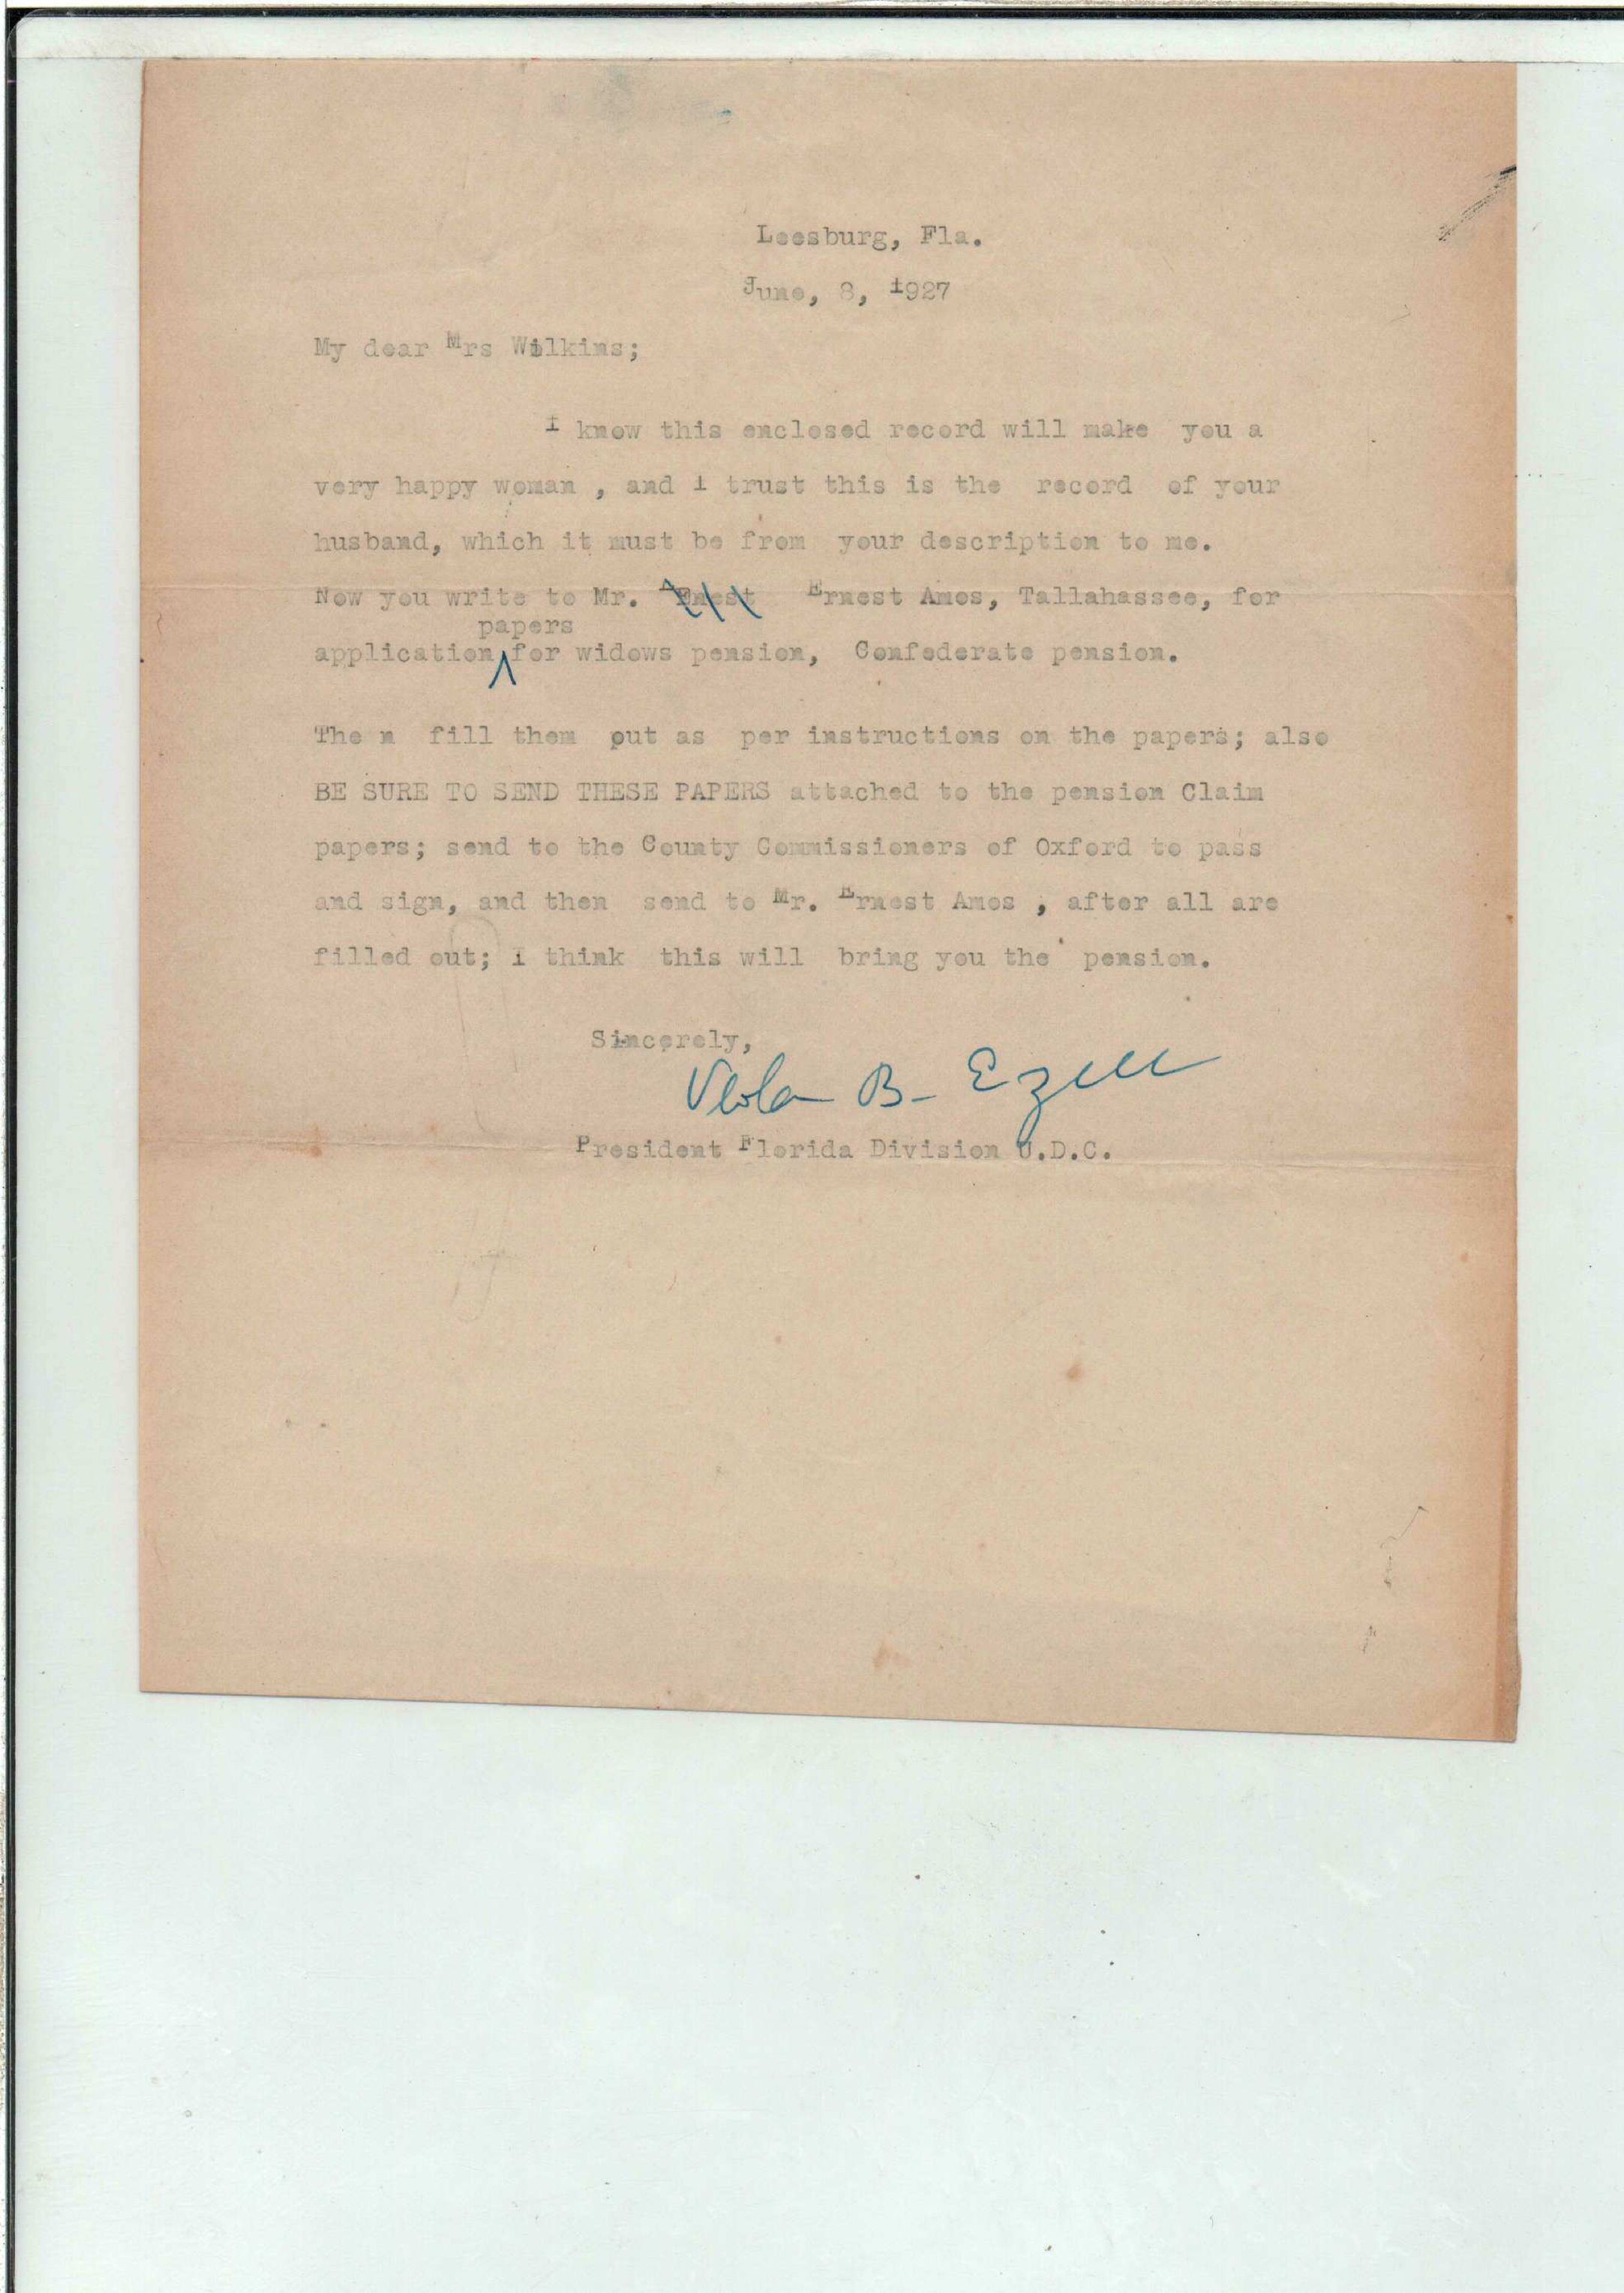 Leesburg, Fla.
June, 8, 1927
My dear Mrs Wilkins;
I know this enclosed record will make you a
very happy woman , and I trust this is the record of your
husband, which it must be from your description to me.
Now you write to Mr. Ernest Amos, Tallahassee, for
papers
application for widows pension, Confederate pension.
The n fill them out as per instructions on the papers; also
BE SURE TO SEND THESE PAPERS attached to the pension Claim
papers; send to the County Commissioners of Oxford to pass
and sign, and then send to Mr. Ernest Amos , after all are
filled out; I think this will bring you the pension.
Sincerely,
B- Ezell
President Florida Division U.D.C.